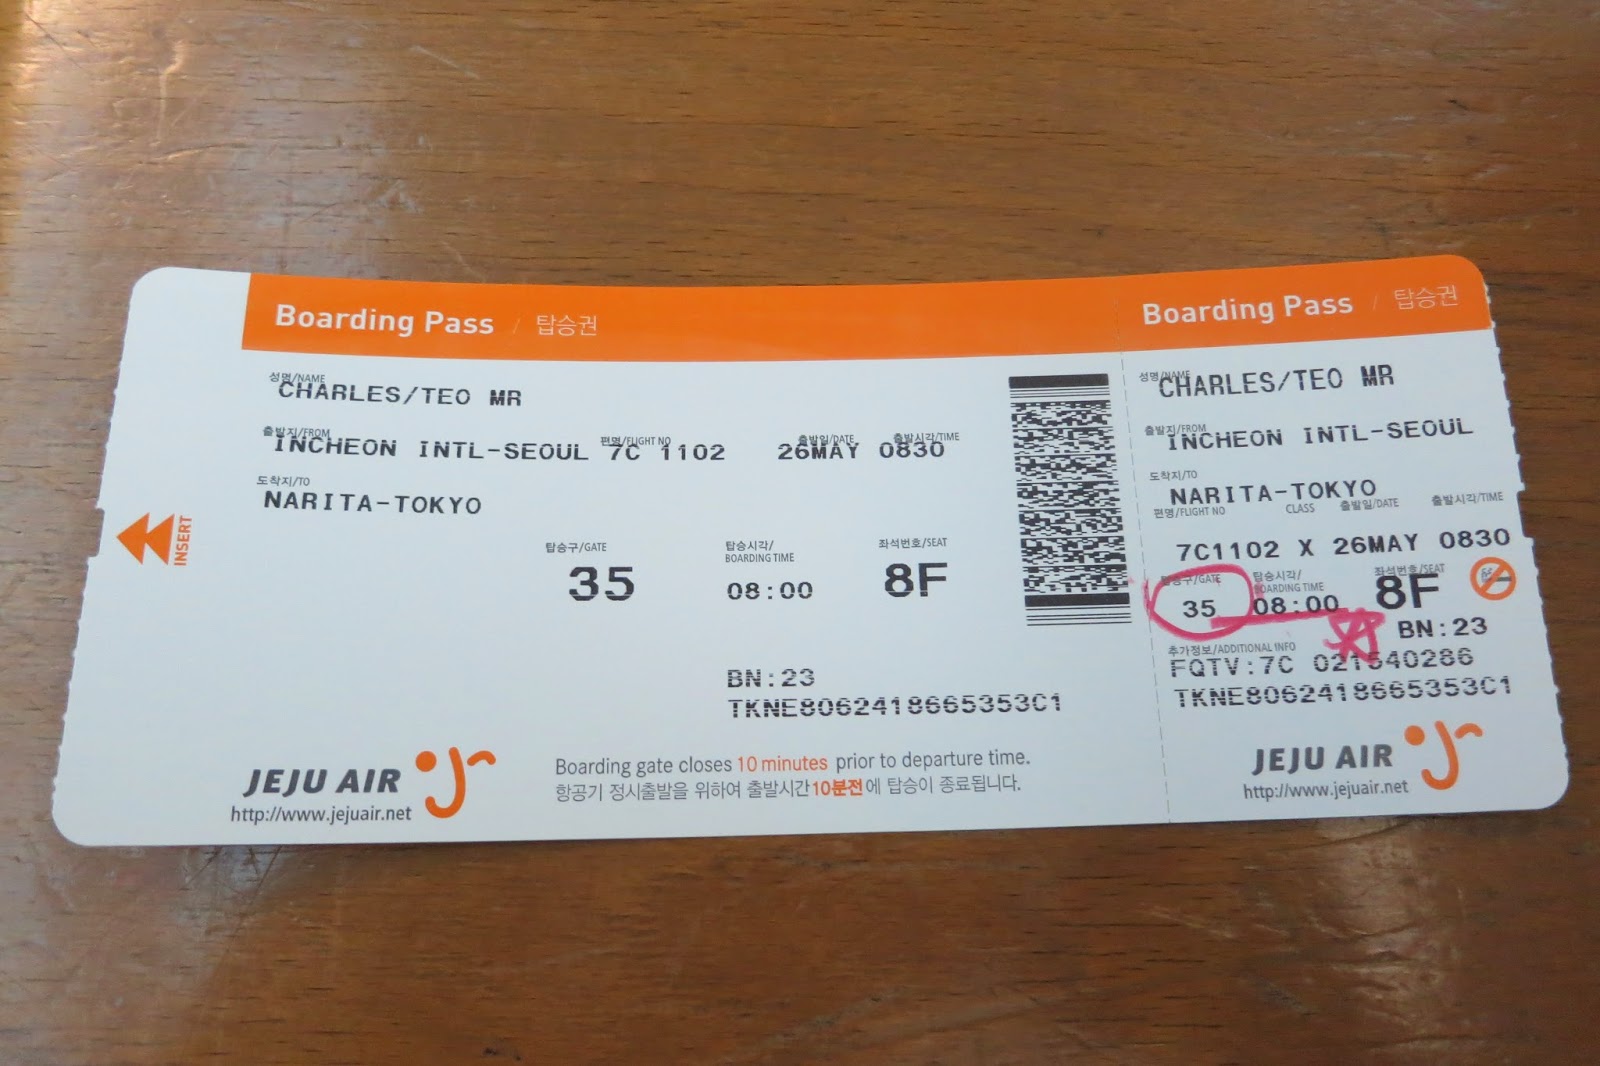 Boarding Pass / 탑승권
성명/NAME
CHARLES/TEO MR
출발지/FROM 편명/FLIGHT NO 출발일/DATE 출발시각/TIME
INCHEON INTL-SEOUL 7C 1102 26MAY 0830
도착지/TO
NARITA-TOKYO
INSERT
탑승구/GATE 탑승시각/BOARDING TIME 좌석번호/SEAT
35 08:00 8F
BN:23
TKNE8062418665353C1
JEJU AIR
http://www.jejuair.net
Boarding gate closes 10 minutes prior to departure time.
항공기 정시출발을 위하여 출발시간10분전에 탑승이 종료됩니다.
Boarding Pass / 탑승권
성명/NAME
CHARLES/TEO MR
출발지/FROM
INCHEON INTL-SEOUL
도착지/TO
NARITA-TOKYO
편명/FLIGHT NO CLASS 출발일/DATE 출발시각/TIME
7C1102 X 26MAY 0830
탑승구/GATE 탑승시각/BOARDING TIME 좌석번호/SEAT
35 08:00 8F
BN:23
추가정보/ADDITIONAL INFO
FQTV:7C 021540286
TKNE8062418665353C1
JEJU AIR
http://www.jejuair.net